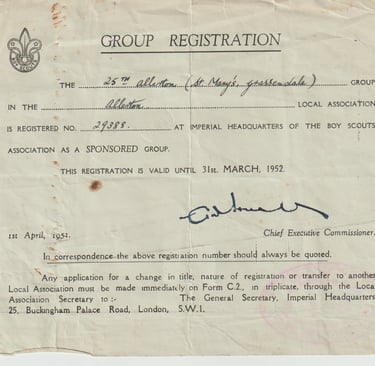 GROUP REGISTRATION
THE 25TH Allerton (St. Mary's, Grassendale) GROUP
IN THE Allerton. LOCAL ASSOCIATION
IS REGISTERED NO. 29388. AT IMPERIAL HEADQUARTERS OF THE BOY SCOUTS
ASSOCIATION AS A SPONSORED GROUP.
THIS REGISTRATION IS VALID UNTIL 31st. MARCH, 1952.
1st April, 1951. Chief Executive Commissioner.
In correspondence the above registration number should always be quoted.
Any application for a change in title, nature of registration or transfer to another
Local Association must be made immediately on Form C.2., in triplicate, through the Local
Association Secretary to :- The General Secretary, Imperial Headquarters
25, Buckingham Palace Road, London, S.W.1.